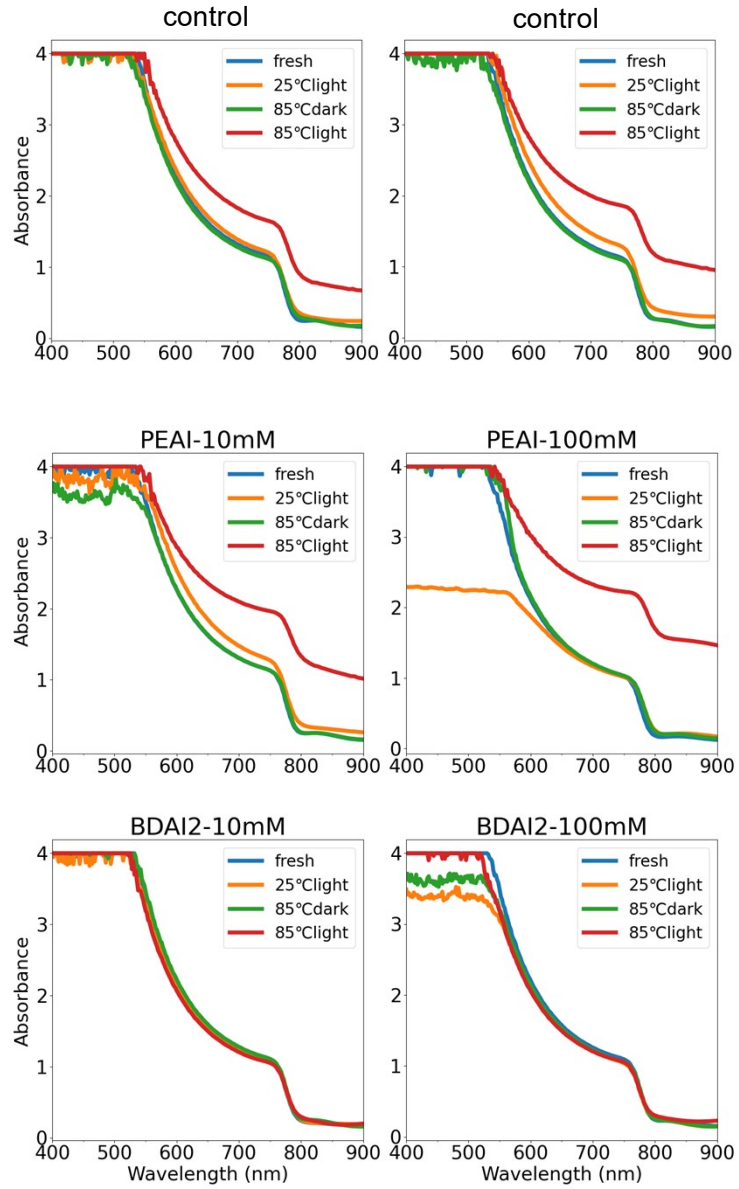 control
control
4
3
2
1
0
Absorbance
fresh
25℃light
85℃dark
85℃light
400 500 600 700 800 900
4
3
2
1
0
fresh
25℃light
85℃dark
85℃light
400 500 600 700 800 900
PEAI-10mM
4
3
2
1
0
Absorbance
fresh
25℃light
85℃dark
85℃light
400 500 600 700 800 900
PEAI-100mM
4
3
2
1
0
fresh
25℃light
85℃dark
85℃light
400 500 600 700 800 900
BDAI2-10mM
4
3
2
1
0
Absorbance
fresh
25℃light
85℃dark
85℃light
400 500 600 700 800 900
Wavelength (nm)
BDAI2-100mM
4
3
2
1
0
fresh
25℃light
85℃dark
85℃light
400 500 600 700 800 900
Wavelength (nm)